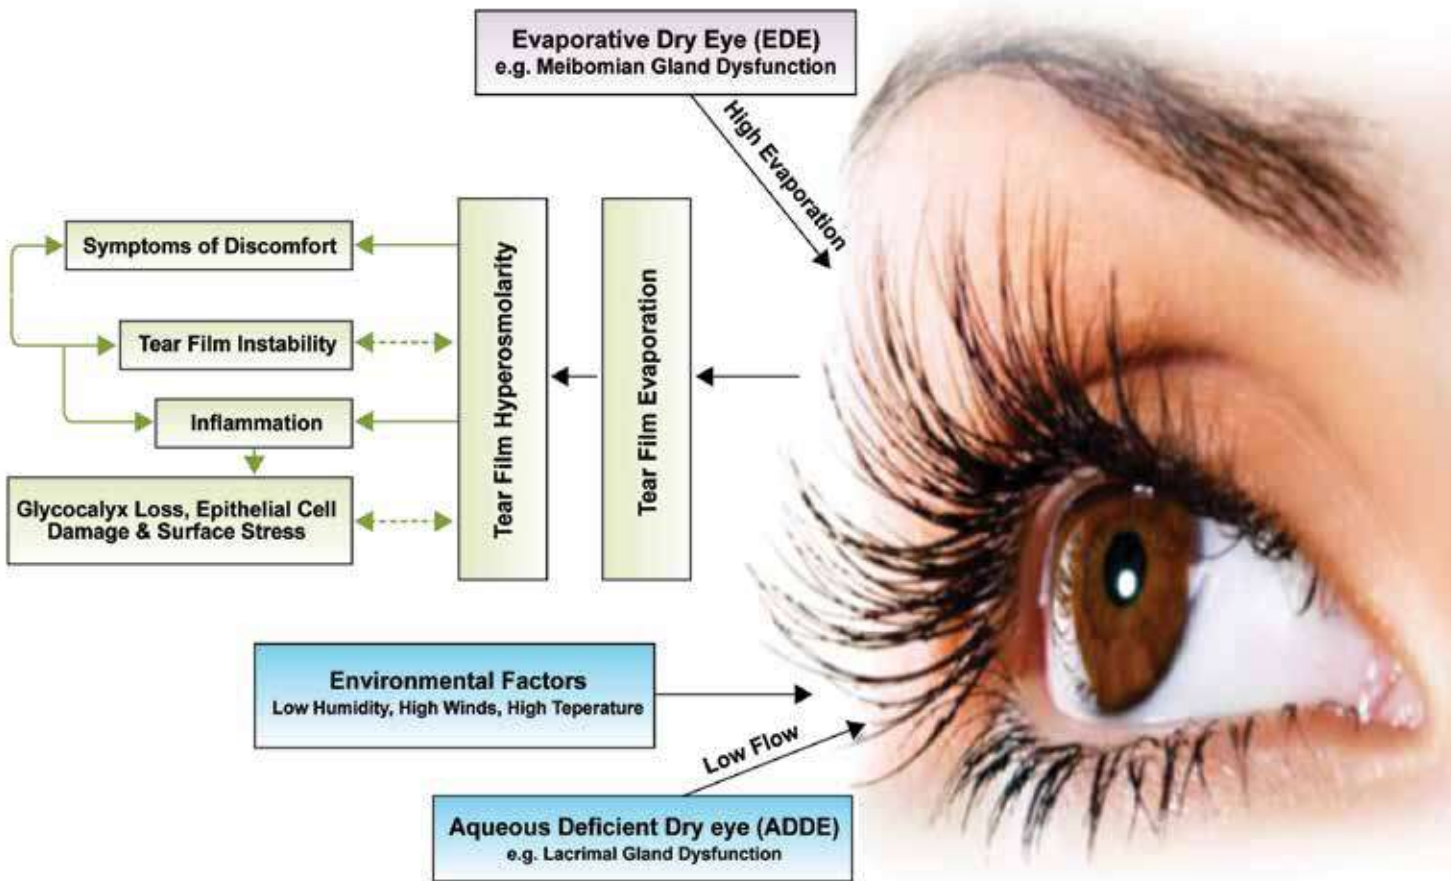 Evaporative Dry Eye (EDE)
e.g. Meibomian Gland Dysfunction
High Evaporation
Symptoms of Discomfort
Tear Film Instability
Inflammation
Glycocalyx Loss, Epithelial Cell
Damage & Surface Stress
Tear Film Hyperosmolarity
Tear Film Evaporation
Environmental Factors
Low Humidity, High Winds, High Teperature
Low Flow
Aqueous Deficient Dry eye (ADDE)
e.g. Lacrimal Gland Dysfunction